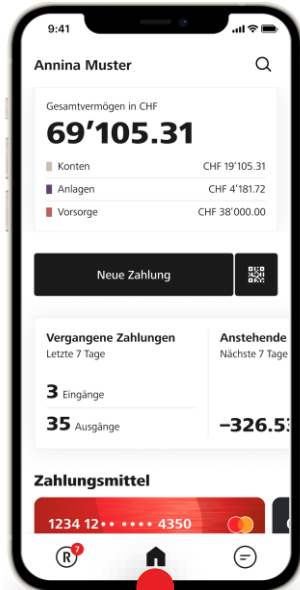 9:41
Annina Muster
Gesamtvermögen in CHF
69’105.31
Konten CHF 19’105.31
Anlagen CHF 4’181.72
Vorsorge CHF 38’000.00
Neue Zahlung
Vergangene Zahlungen
Letzte 7 Tage
3 Eingänge
35 Ausgänge
Anstehende
Nächste 7 Tage
–326.53
Zahlungsmittel
1234 12•• •••• 4350
R 7